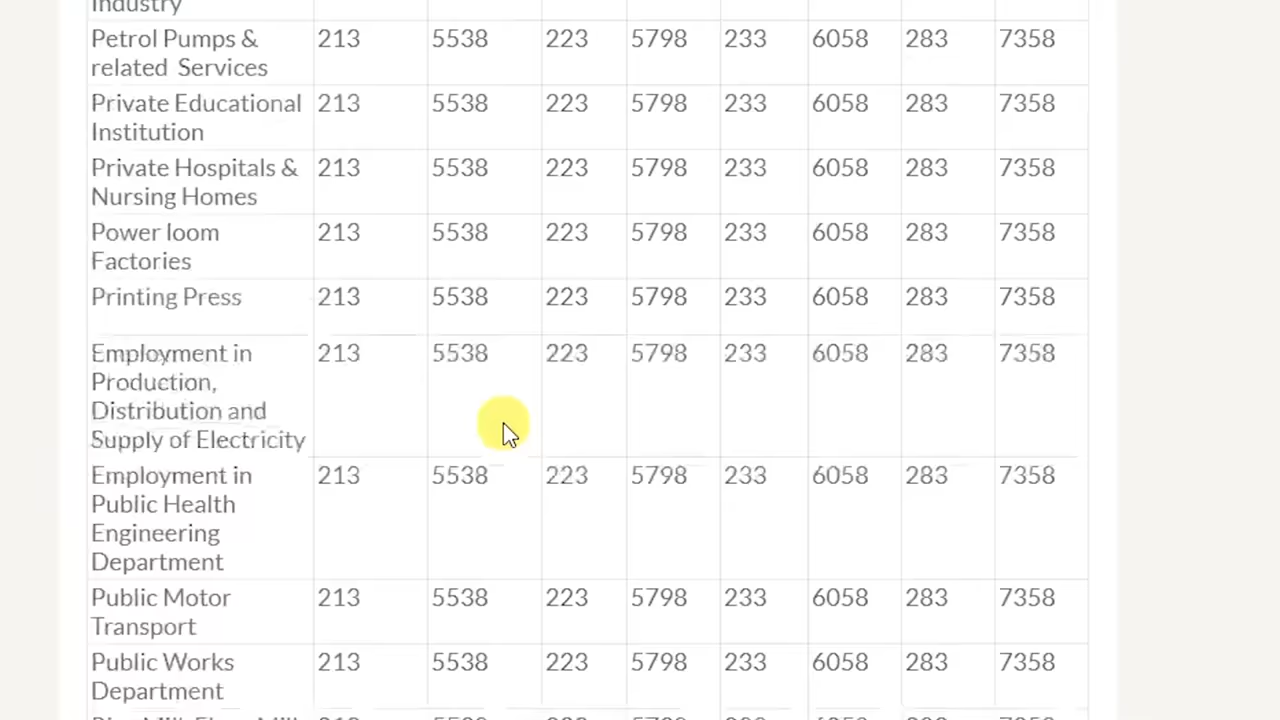 Industry
Petrol Pumps & 213 5538 223 5798 233 6058 283 7358
related Services
Private Educational 213 5538 223 5798 233 6058 283 7358
Institution
Private Hospitals & 213 5538 223 5798 233 6058 283 7358
Nursing Homes
Power loom 213 5538 223 5798 233 6058 283 7358
Factories
Printing Press 213 5538 223 5798 233 6058 283 7358
Employment in 213 5538 223 5798 233 6058 283 7358
Production,
Distribution and
Supply of Electricity
Employment in 213 5538 223 5798 233 6058 283 7358
Public Health
Engineering
Department
Public Motor 213 5538 223 5798 233 6058 283 7358
Transport
Public Works 213 5538 223 5798 233 6058 283 7358
Department